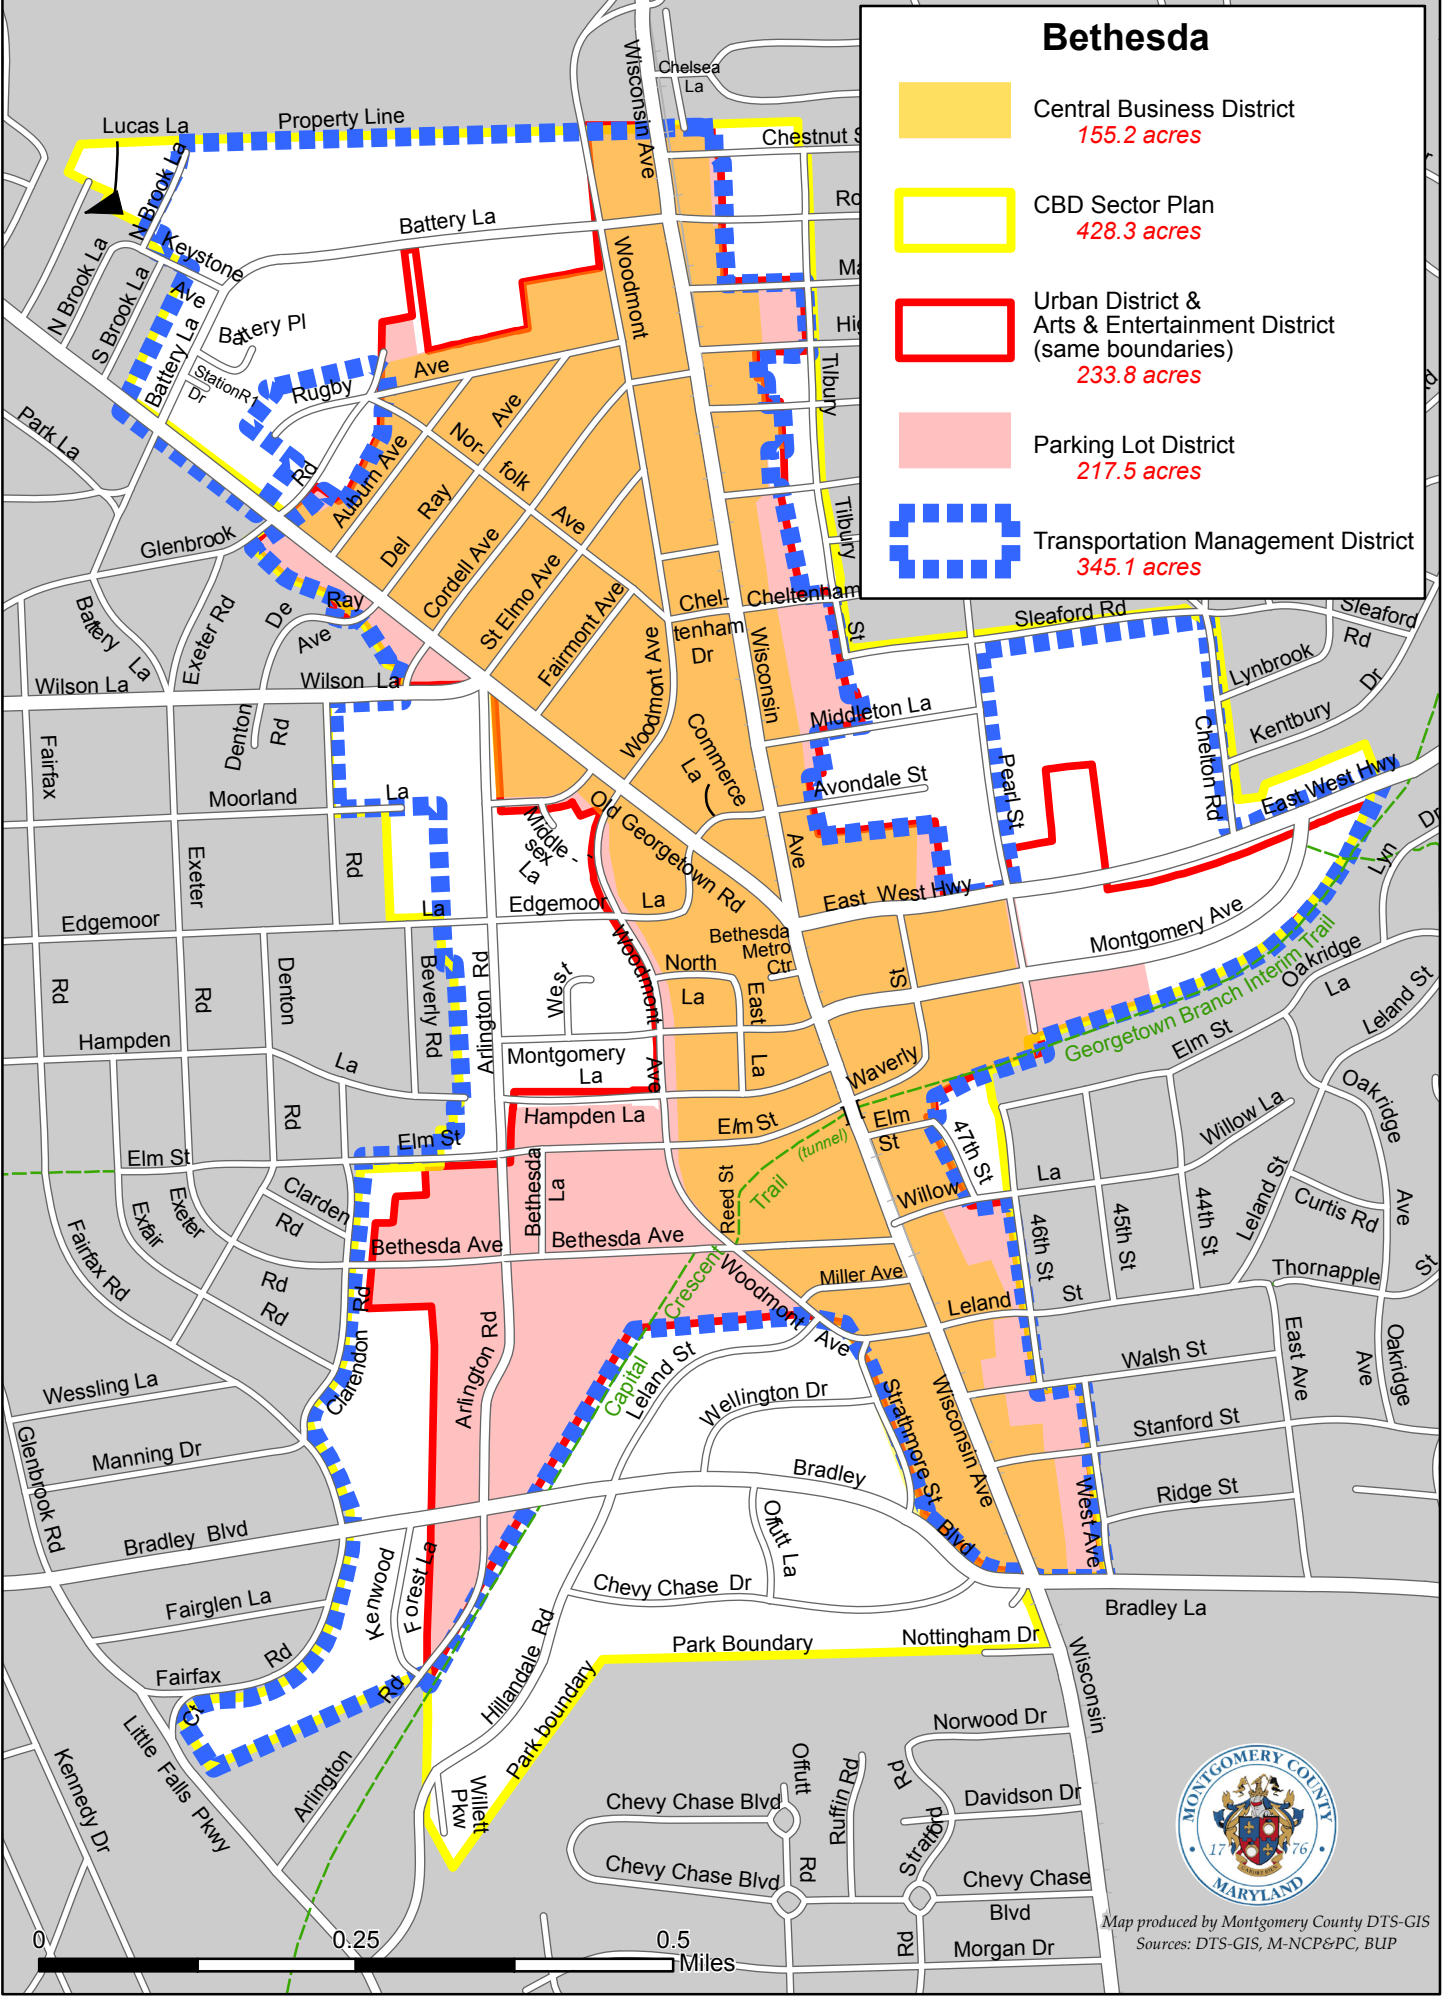 Bethesda
Central Business District
155.2 acres
CBD Sector Plan
428.3 acres
Urban District &
Arts & Entertainment District
(same boundaries)
233.8 acres
Parking Lot District
217.5 acres
Transportation Management District
345.1 acres
Lucas La
Property Line
Wisconsin Ave
Chelsea
La
Chestnut S
N Brook La
Battery La
Keystone
Ave
N Brook La
S Brook La
Battery La
Battery Pl
StationR1
Dr
Rugby
Ave
Rd
Woodmont
Ro
Ma
Hig
Tilbury
Park La
Auburn Ave
Nor-
folk
Ave
Ave
Del
Ray
Cordell Ave
St Elmo Ave
Fairmont Ave
Tilbury
St
Glenbrook
Battery
La
Exeter Rd
De
Ray
Ave
Chel-
tenham
Dr
Cheltenham
Sleaford Rd
Sleaford
Rd
Lynbrook
Dr
Kentbury
Wilson La
Wilson La
Denton
Rd
Woodmont Ave
Wisconsin
Middleton La
Commerce
La
Avondale St
Pearl St
Chelton Rd
East West Hwy
Fairfax
Moorland
La
Middle-
sex
La
Old Georgetown Rd
Ave
Lyn
Dr
Exeter
Rd
Edgemoor
La
Edgemoor
La
East West Hwy
Montgomery Ave
Bethesda
Metro
Ctr
Woodmont
North
La
East
La
St
Rd
Rd
Denton
Beverly Rd
Arlington Rd
West
Oakridge
La
Georgetown Branch Interim Trail
Leland St
Elm St
Hampden
La
Montgomery
La
Ave
Waverly
Rd
Hampden La
Elm St
Elm
St
47th St
Willow La
Oakridge
Elm St
Elm St
(tunnel)
Trail
Reed St
Willow
La
Exfair
Exeter
Clarden
Rd
Bethesda
La
Bethesda Ave
Bethesda Ave
46th St
45th St
44th St
Leland St
Curtis Rd
Ave
Fairfax Rd
Rd
Rd
Rd
Clarendon
Crescent
Woodmont
Ave
Miller Ave
Leland
St
Thornapple
St
Wessling La
Arlington Rd
Capital
Leland St
Wellington Dr
Strathmore St
Wisconsin Ave
Walsh St
East Ave
Oakridge
Ave
Glenbrook Rd
Manning Dr
Bradley
Blvd
Stanford St
Ridge St
West Ave
Bradley Blvd
Offutt La
Kenwood
Forest La
Fairglen La
Chevy Chase Dr
Bradley La
Fairfax
Rd
Ct
Rd
Hillandale Rd
Park Boundary
Nottingham Dr
Park boundary
Wisconsin
Little Falls Pkwy
Kennedy Dr
Arlington
Willett
Pkw
Norwood Dr
Offutt
Rd
Ruffin Rd
Rd
Stratford
Davidson Dr
Chevy Chase Blvd
Chevy Chase Blvd
Chevy Chase
Blvd
Rd
Morgan Dr
0
0.25
0.5
Miles
MONTGOMERY COUNTY
17 76
MARYLAND
Map produced by Montgomery County DTS-GIS
Sources: DTS-GIS, M-NCP&PC, BUP